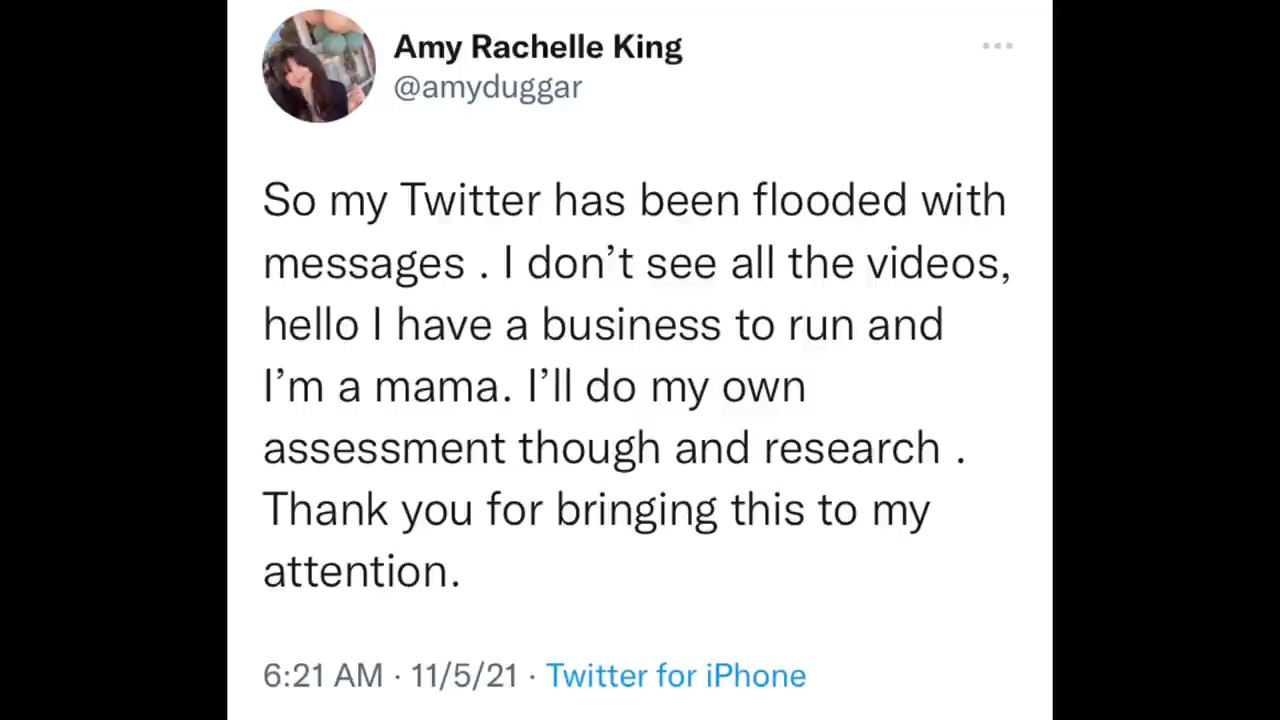 Amy Rachelle King
@amyduggar
So my Twitter has been flooded with
messages . I don’t see all the videos,
hello I have a business to run and
I’m a mama. I’ll do my own
assessment though and research .
Thank you for bringing this to my
attention.
6:21 AM · 11/5/21 · Twitter for iPhone